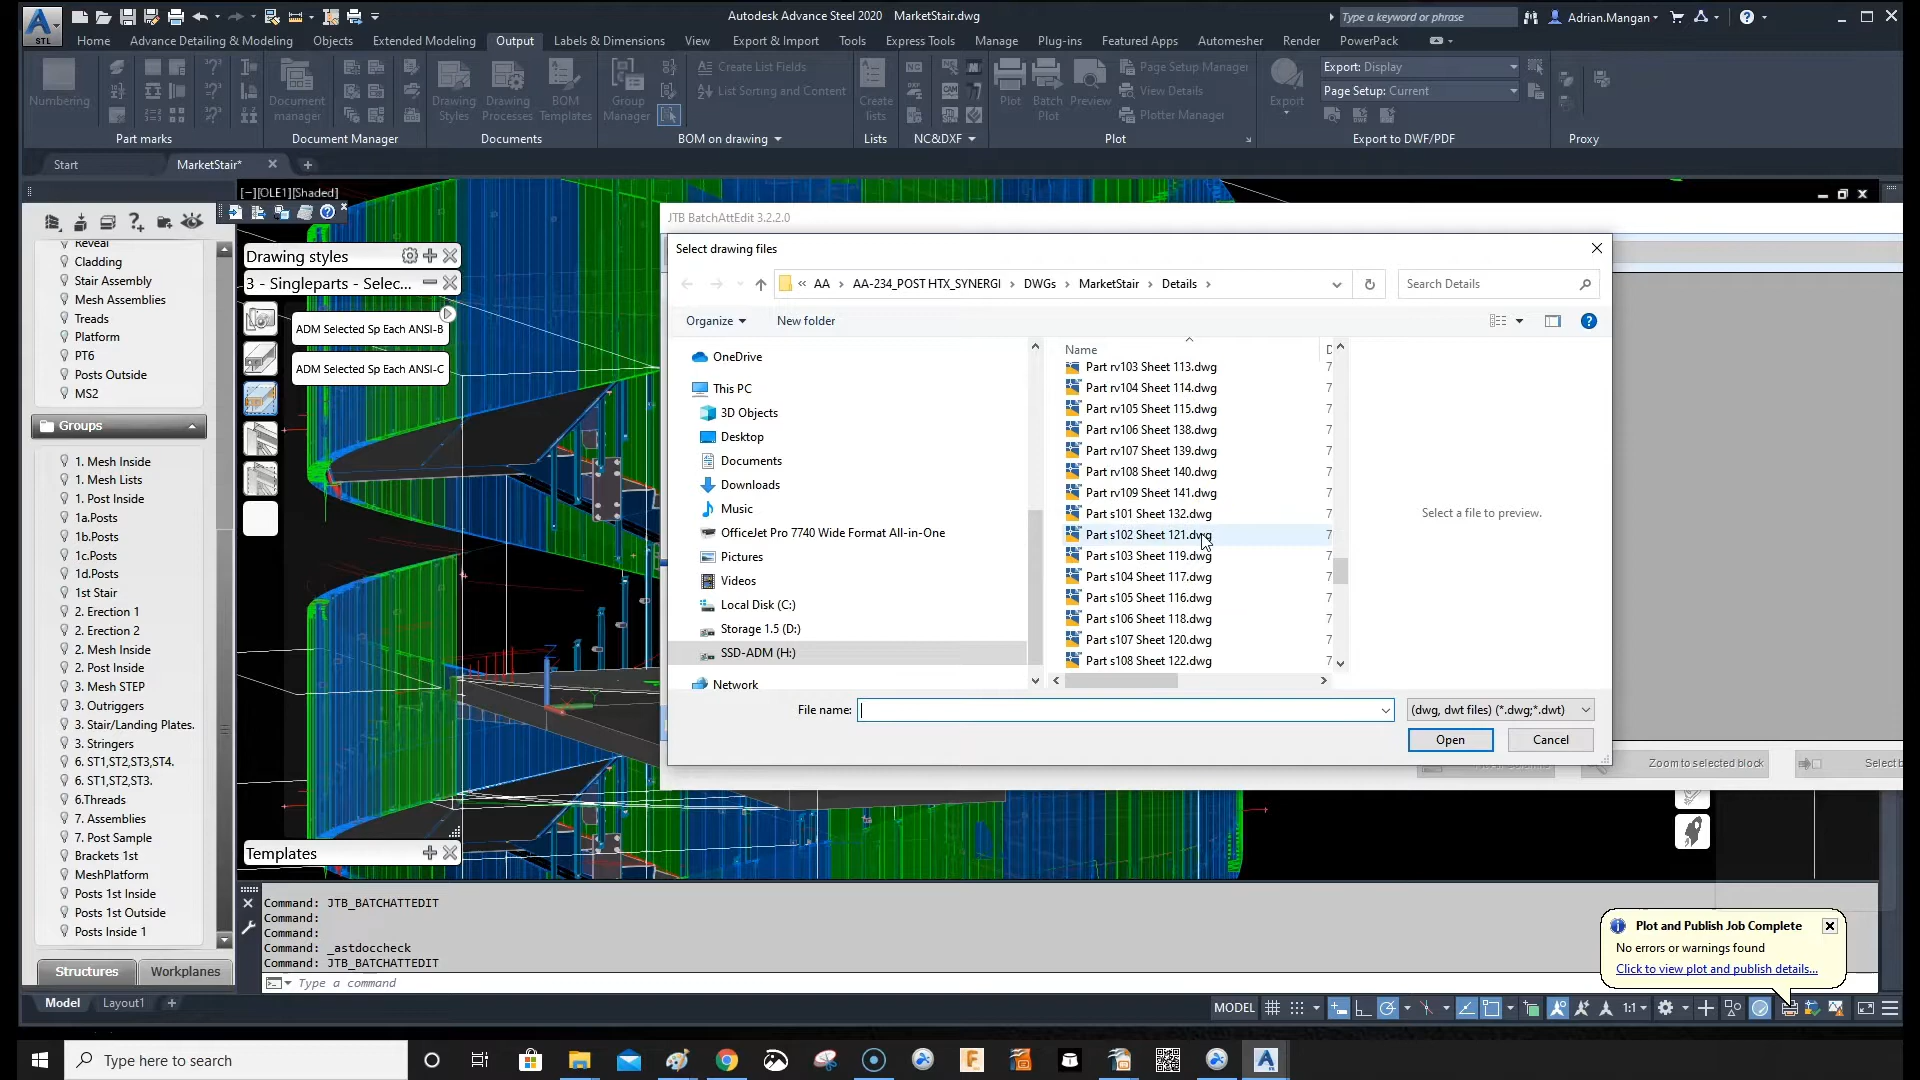 Autodesk Advance Steel 2020 MarketStair.dwg
Type a keyword or phrase
Adrian.Mangan
STL
Home Advance Detailing & Modeling Objects Extended Modeling Output Labels & Dimensions View Export & Import Tools Express Tools Manage Plug-ins Featured Apps Automesher Render PowerPack
Numbering
Document manager
Drawing Styles
Drawing Processes
BOM Templates
Group Manager
Create List Fields
List Sorting and Content
Create lists
Plot
Batch Plot
Preview
Page Setup Manager
View Details
Plotter Manager
Export
Export: Display
Page Setup: Current
Part marks Document Manager Documents BOM on drawing Lists NC&DXF Plot Export to DWF/PDF Proxy
Start MarketStair*
[−][OLE1][Shaded]
Reveal
Cladding
Stair Assembly
Mesh Assemblies
Treads
Platform
PT6
Posts Outside
MS2
Groups
1. Mesh Inside
1. Mesh Lists
1. Post Inside
1a.Posts
1b.Posts
1c.Posts
1d.Posts
1st Stair
2. Erection 1
2. Erection 2
2. Mesh Inside
2. Post Inside
3. Mesh STEP
3. Outriggers
3. Stair/Landing Plates.
3. Stringers
6. ST1,ST2,ST3,ST4.
6. ST1,ST2,ST3.
6.Threads
7. Assemblies
7. Post Sample
Brackets 1st
MeshPlatform
Posts 1st Inside
Posts 1st Outside
Posts Inside 1
Structures Workplanes
Drawing styles
3 - Singleparts - Selec...
ADM Selected Sp Each ANSI-B
ADM Selected Sp Each ANSI-C
Templates
JTB BatchAttEdit 3.2.2.0
Select drawing files
« AA › AA-234_POST HTX_SYNERGI › DWGs › MarketStair › Details ›
Search Details
Organize New folder
OneDrive
This PC
3D Objects
Desktop
Documents
Downloads
Music
OfficeJet Pro 7740 Wide Format All-in-One
Pictures
Videos
Local Disk (C:)
Storage 1.5 (D:)
SSD-ADM (H:)
Network
Name D
Part rv103 Sheet 113.dwg 7
Part rv104 Sheet 114.dwg 7
Part rv105 Sheet 115.dwg 7
Part rv106 Sheet 138.dwg 7
Part rv107 Sheet 139.dwg 7
Part rv108 Sheet 140.dwg 7
Part rv109 Sheet 141.dwg 7
Part s101 Sheet 132.dwg 7
Part s102 Sheet 121.dwg 7
Part s103 Sheet 119.dwg 7
Part s104 Sheet 117.dwg 7
Part s105 Sheet 116.dwg 7
Part s106 Sheet 118.dwg 7
Part s107 Sheet 120.dwg 7
Part s108 Sheet 122.dwg 7
Select a file to preview.
File name: (dwg, dwt files) (*.dwg;*.dwt)
Open Cancel
Zoom to selected block Select b
Command: JTB_BATCHATTEDIT
Command:
Command:
Command: _astdoccheck
Command: JTB_BATCHATTEDIT
Type a command
Plot and Publish Job Complete
No errors or warnings found
Click to view plot and publish details...
Model Layout1 +
MODEL 1:1
Type here to search